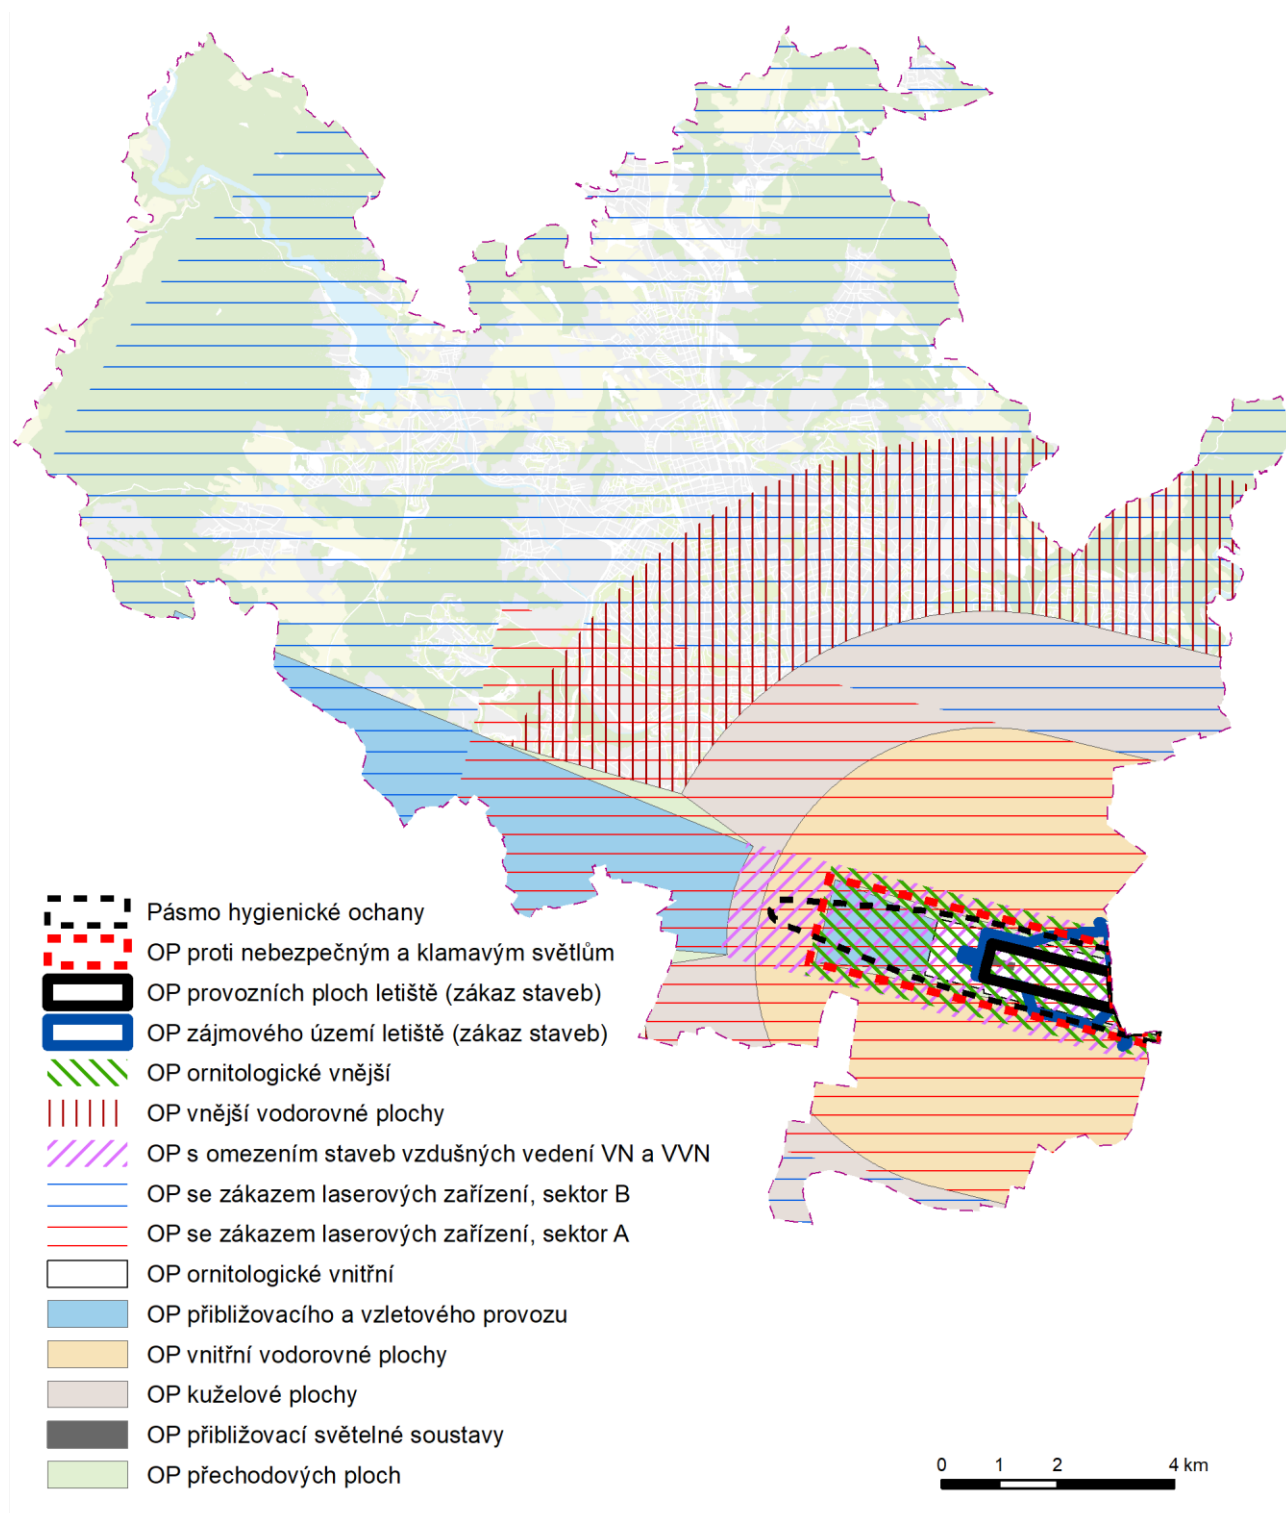 Pásmo hygienické ochany
OP proti nebezpečným a klamavým světlům
OP provozních ploch letiště (zákaz staveb)
OP zájmového území letiště (zákaz staveb)
OP ornitologické vnější
OP vnější vodorovné plochy
OP s omezením staveb vzdušných vedení VN a VVN
OP se zákazem laserových zařízení, sektor B
OP se zákazem laserových zařízení, sektor A
OP ornitologické vnitřní
OP přibližovacího a vzletového provozu
OP vnitřní vodorovné plochy
OP kuželové plochy
OP přibližovací světelné soustavy
OP přechodových ploch
0 1 2 4 km